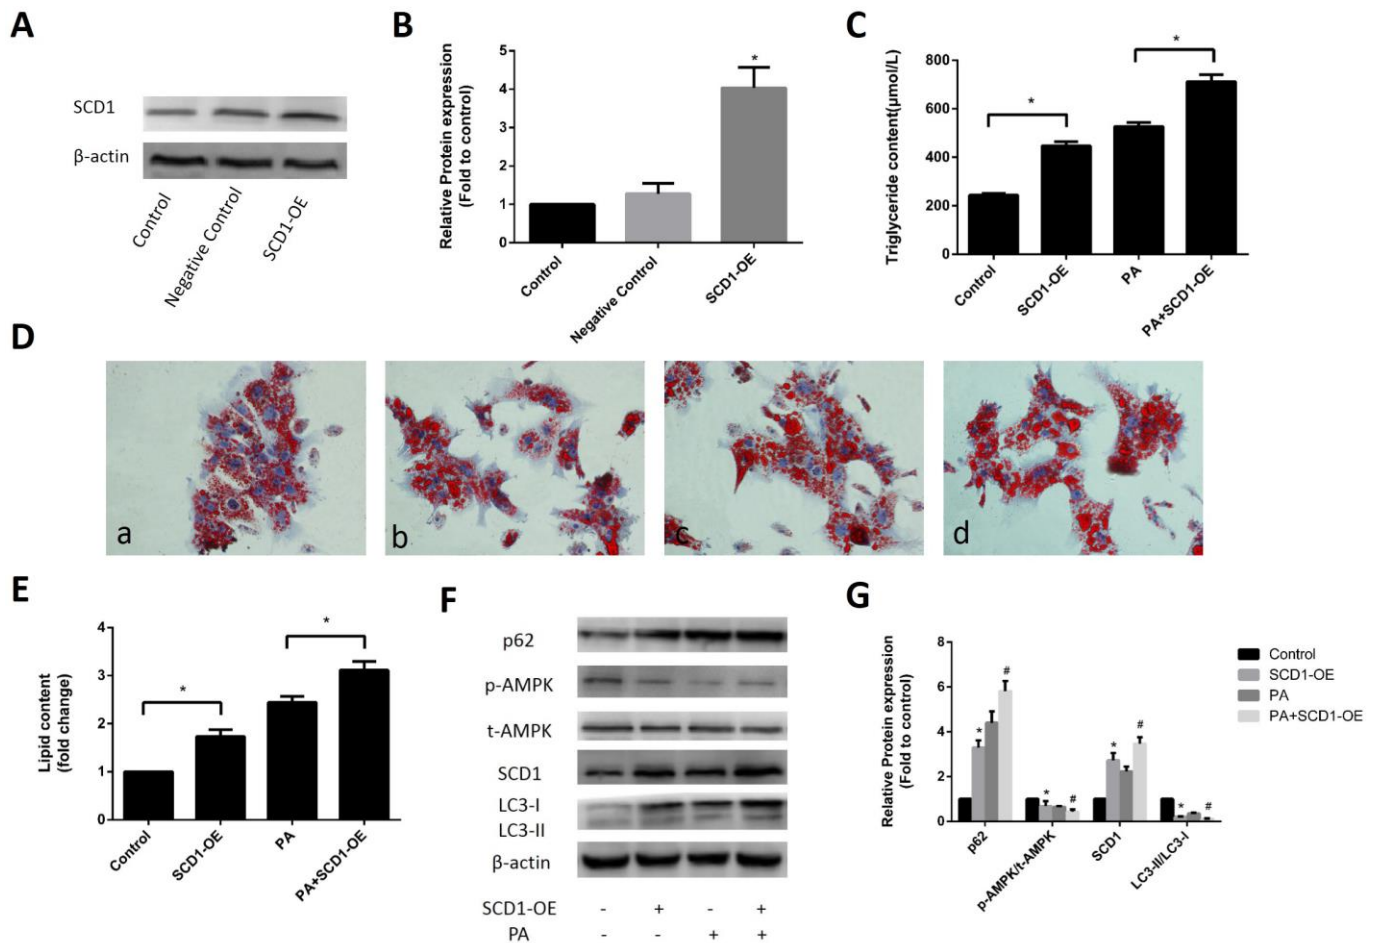 A
SCD1
β-actin
Control
Negative Control
SCD1-OE
B
Relative Protein expression
(Fold to control)
5
4
3
2
1
0
*
Control
Negative Control
SCD1-OE
C
Triglyceride content(μmol/L)
800
600
400
200
0
*
*
Control
SCD1-OE
PA
PA+SCD1-OE
D
a
b
c
d
E
Lipid content
(fold change)
4
3
2
1
0
*
*
Control
SCD1-OE
PA
PA+SCD1-OE
F
p62
p-AMPK
t-AMPK
SCD1
LC3-I
LC3-II
β-actin
SCD1-OE - + - +
PA - - + +
G
Relative Protein expression
(Fold to control)
8
6
4
2
0
* #
* #
* #
* #
p62
p-AMPK/t-AMPK
SCD1
LC3-II/LC3-I
Control
SCD1-OE
PA
PA+SCD1-OE